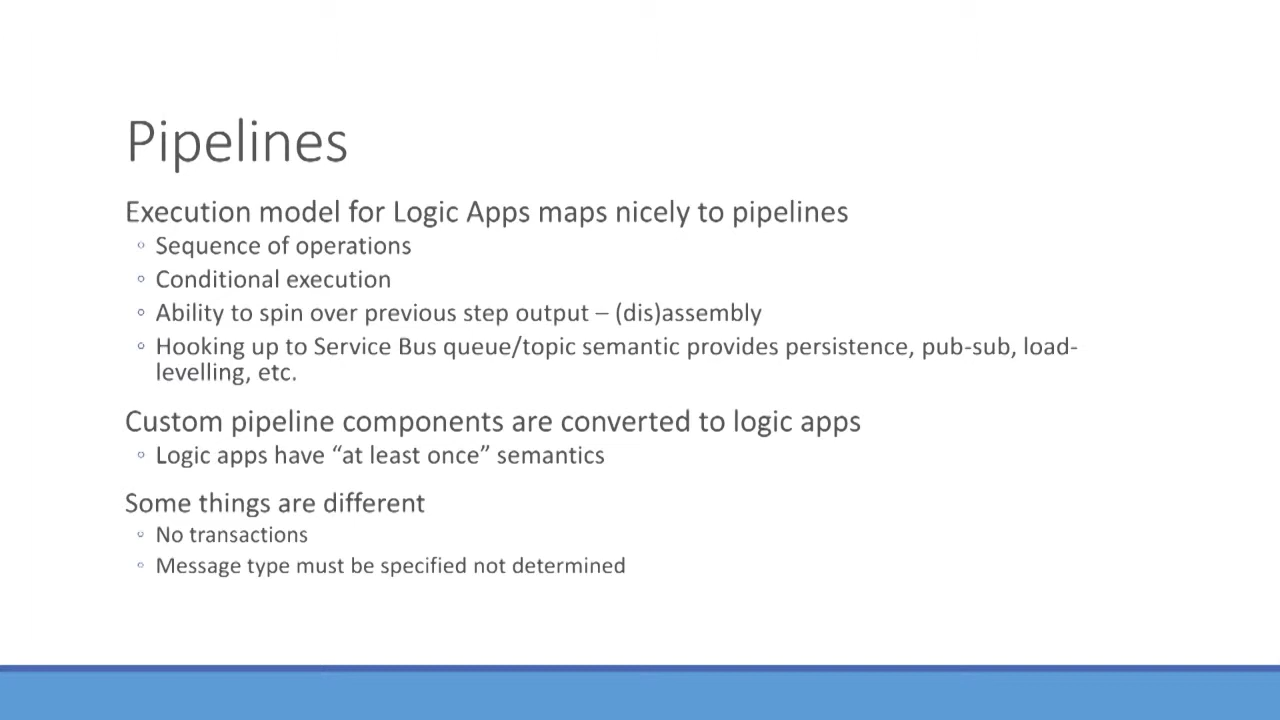 Pipelines
Execution model for Logic Apps maps nicely to pipelines
◦ Sequence of operations
◦ Conditional execution
◦ Ability to spin over previous step output – (dis)assembly
◦ Hooking up to Service Bus queue/topic semantic provides persistence, pub-sub, load-
levelling, etc.
Custom pipeline components are converted to logic apps
◦ Logic apps have “at least once” semantics
Some things are different
◦ No transactions
◦ Message type must be specified not determined